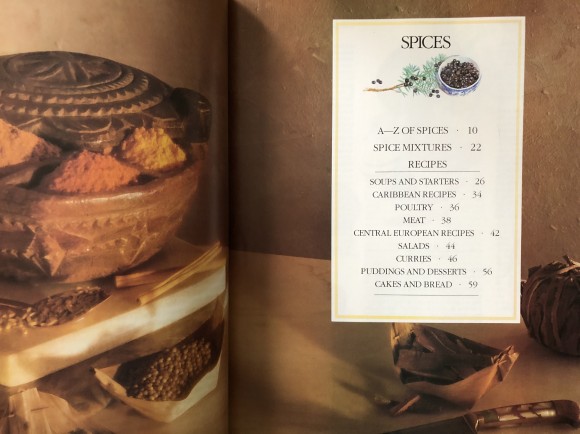 SPICES
A—Z OF SPICES · 10
SPICE MIXTURES · 22
RECIPES
SOUPS AND STARTERS · 26
CARIBBEAN RECIPES · 34
POULTRY · 36
MEAT · 38
CENTRAL EUROPEAN RECIPES · 42
SALADS · 44
CURRIES · 46
PUDDINGS AND DESSERTS · 56
CAKES AND BREAD · 59